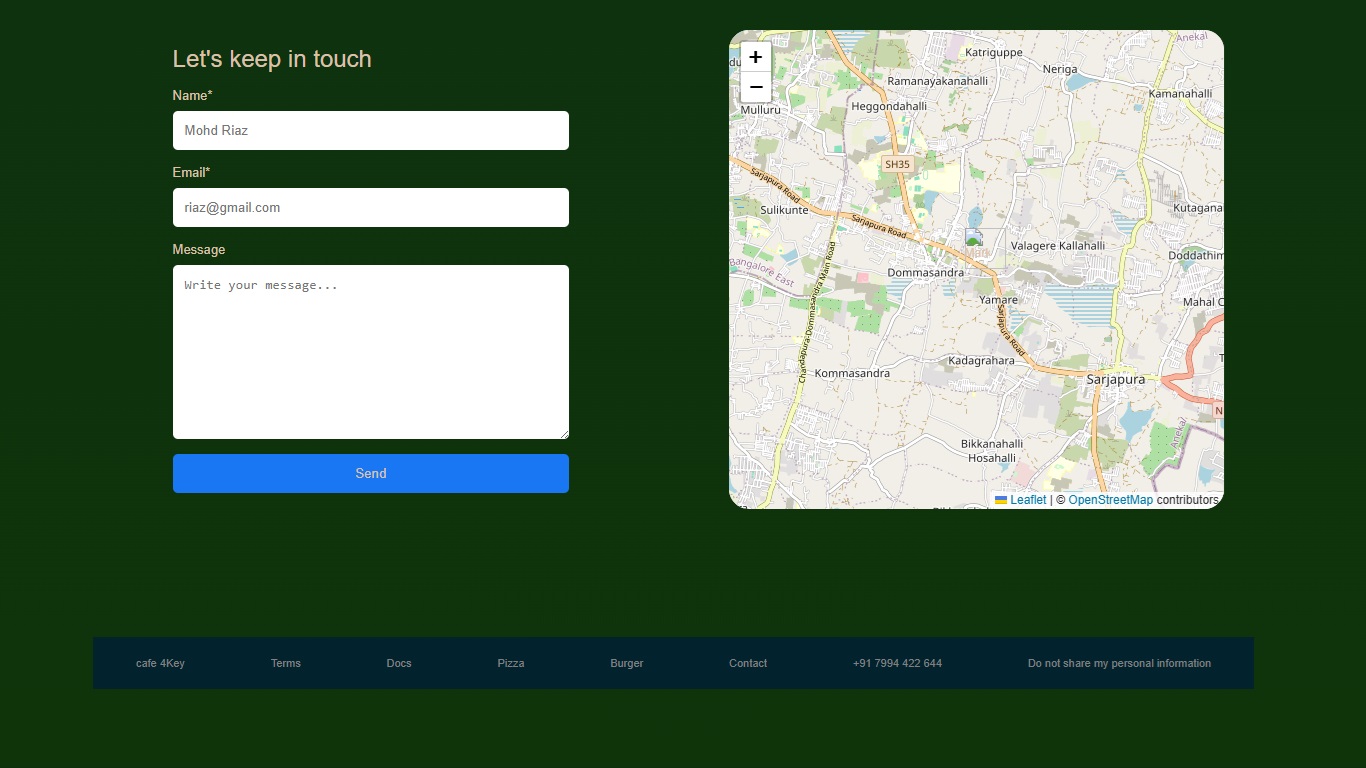 Let's keep in touch
Name*
Mohd Riaz
Email*
riaz@gmail.com
Message
Write your message...
Send
+
−
Anekal
Katriguppe
Neriga
Ramanayakanahalli
Kamanahalli
Heggondahalli
Mulluru
SH35
Sarjapura Road
Sulikunte
Sarjapura Road
Kutagana
Valagere Kallahalli
Doddathim
Bangalore East
Dommasandra
Yamare
Mahal C
Chandapura-Dommasandra Main Road
Sarjapura Road
Kadagrahara
Kommasandra
Sarjapura
N
Anekal
Bikkanahalli
Hosahalli
Leaflet | © OpenStreetMap contributors
cafe 4Key
Terms
Docs
Pizza
Burger
Contact
+91 7994 422 644
Do not share my personal information